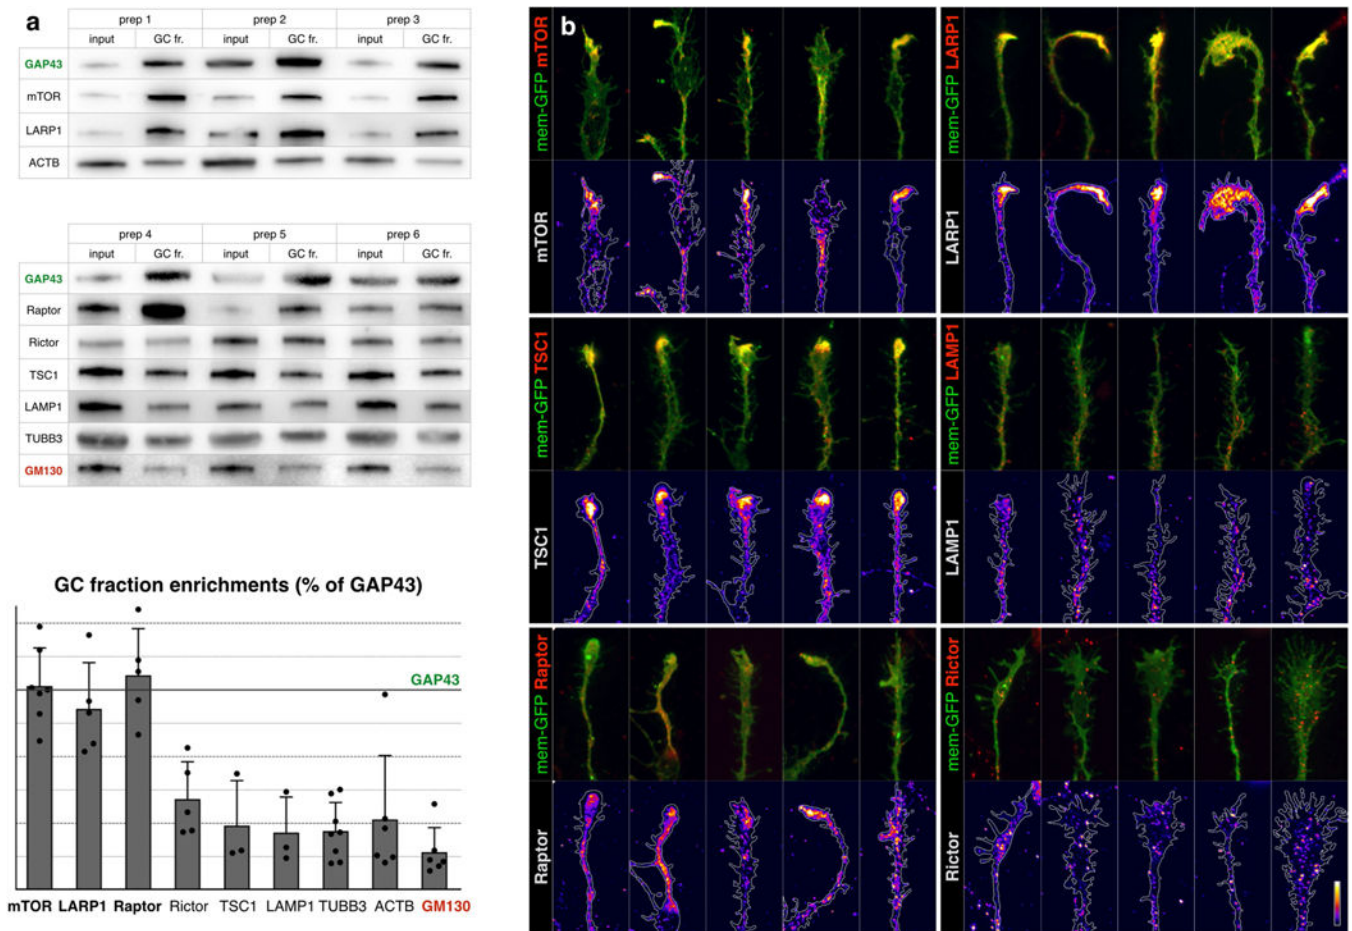 a
prep 1 prep 2 prep 3
input GC fr. input GC fr. input GC fr.
GAP43
mTOR
LARP1
ACTB
prep 4 prep 5 prep 6
input GC fr. input GC fr. input GC fr.
GAP43
Raptor
Rictor
TSC1
LAMP1
TUBB3
GM130
GC fraction enrichments (% of GAP43)
GAP43
mTOR LARP1 Raptor Rictor TSC1 LAMP1 TUBB3 ACTB GM130
b
mem-GFP mTOR
mTOR
mem-GFP LARP1
LARP1
mem-GFP TSC1
TSC1
mem-GFP LAMP1
LAMP1
mem-GFP Raptor
Raptor
mem-GFP Rictor
Rictor